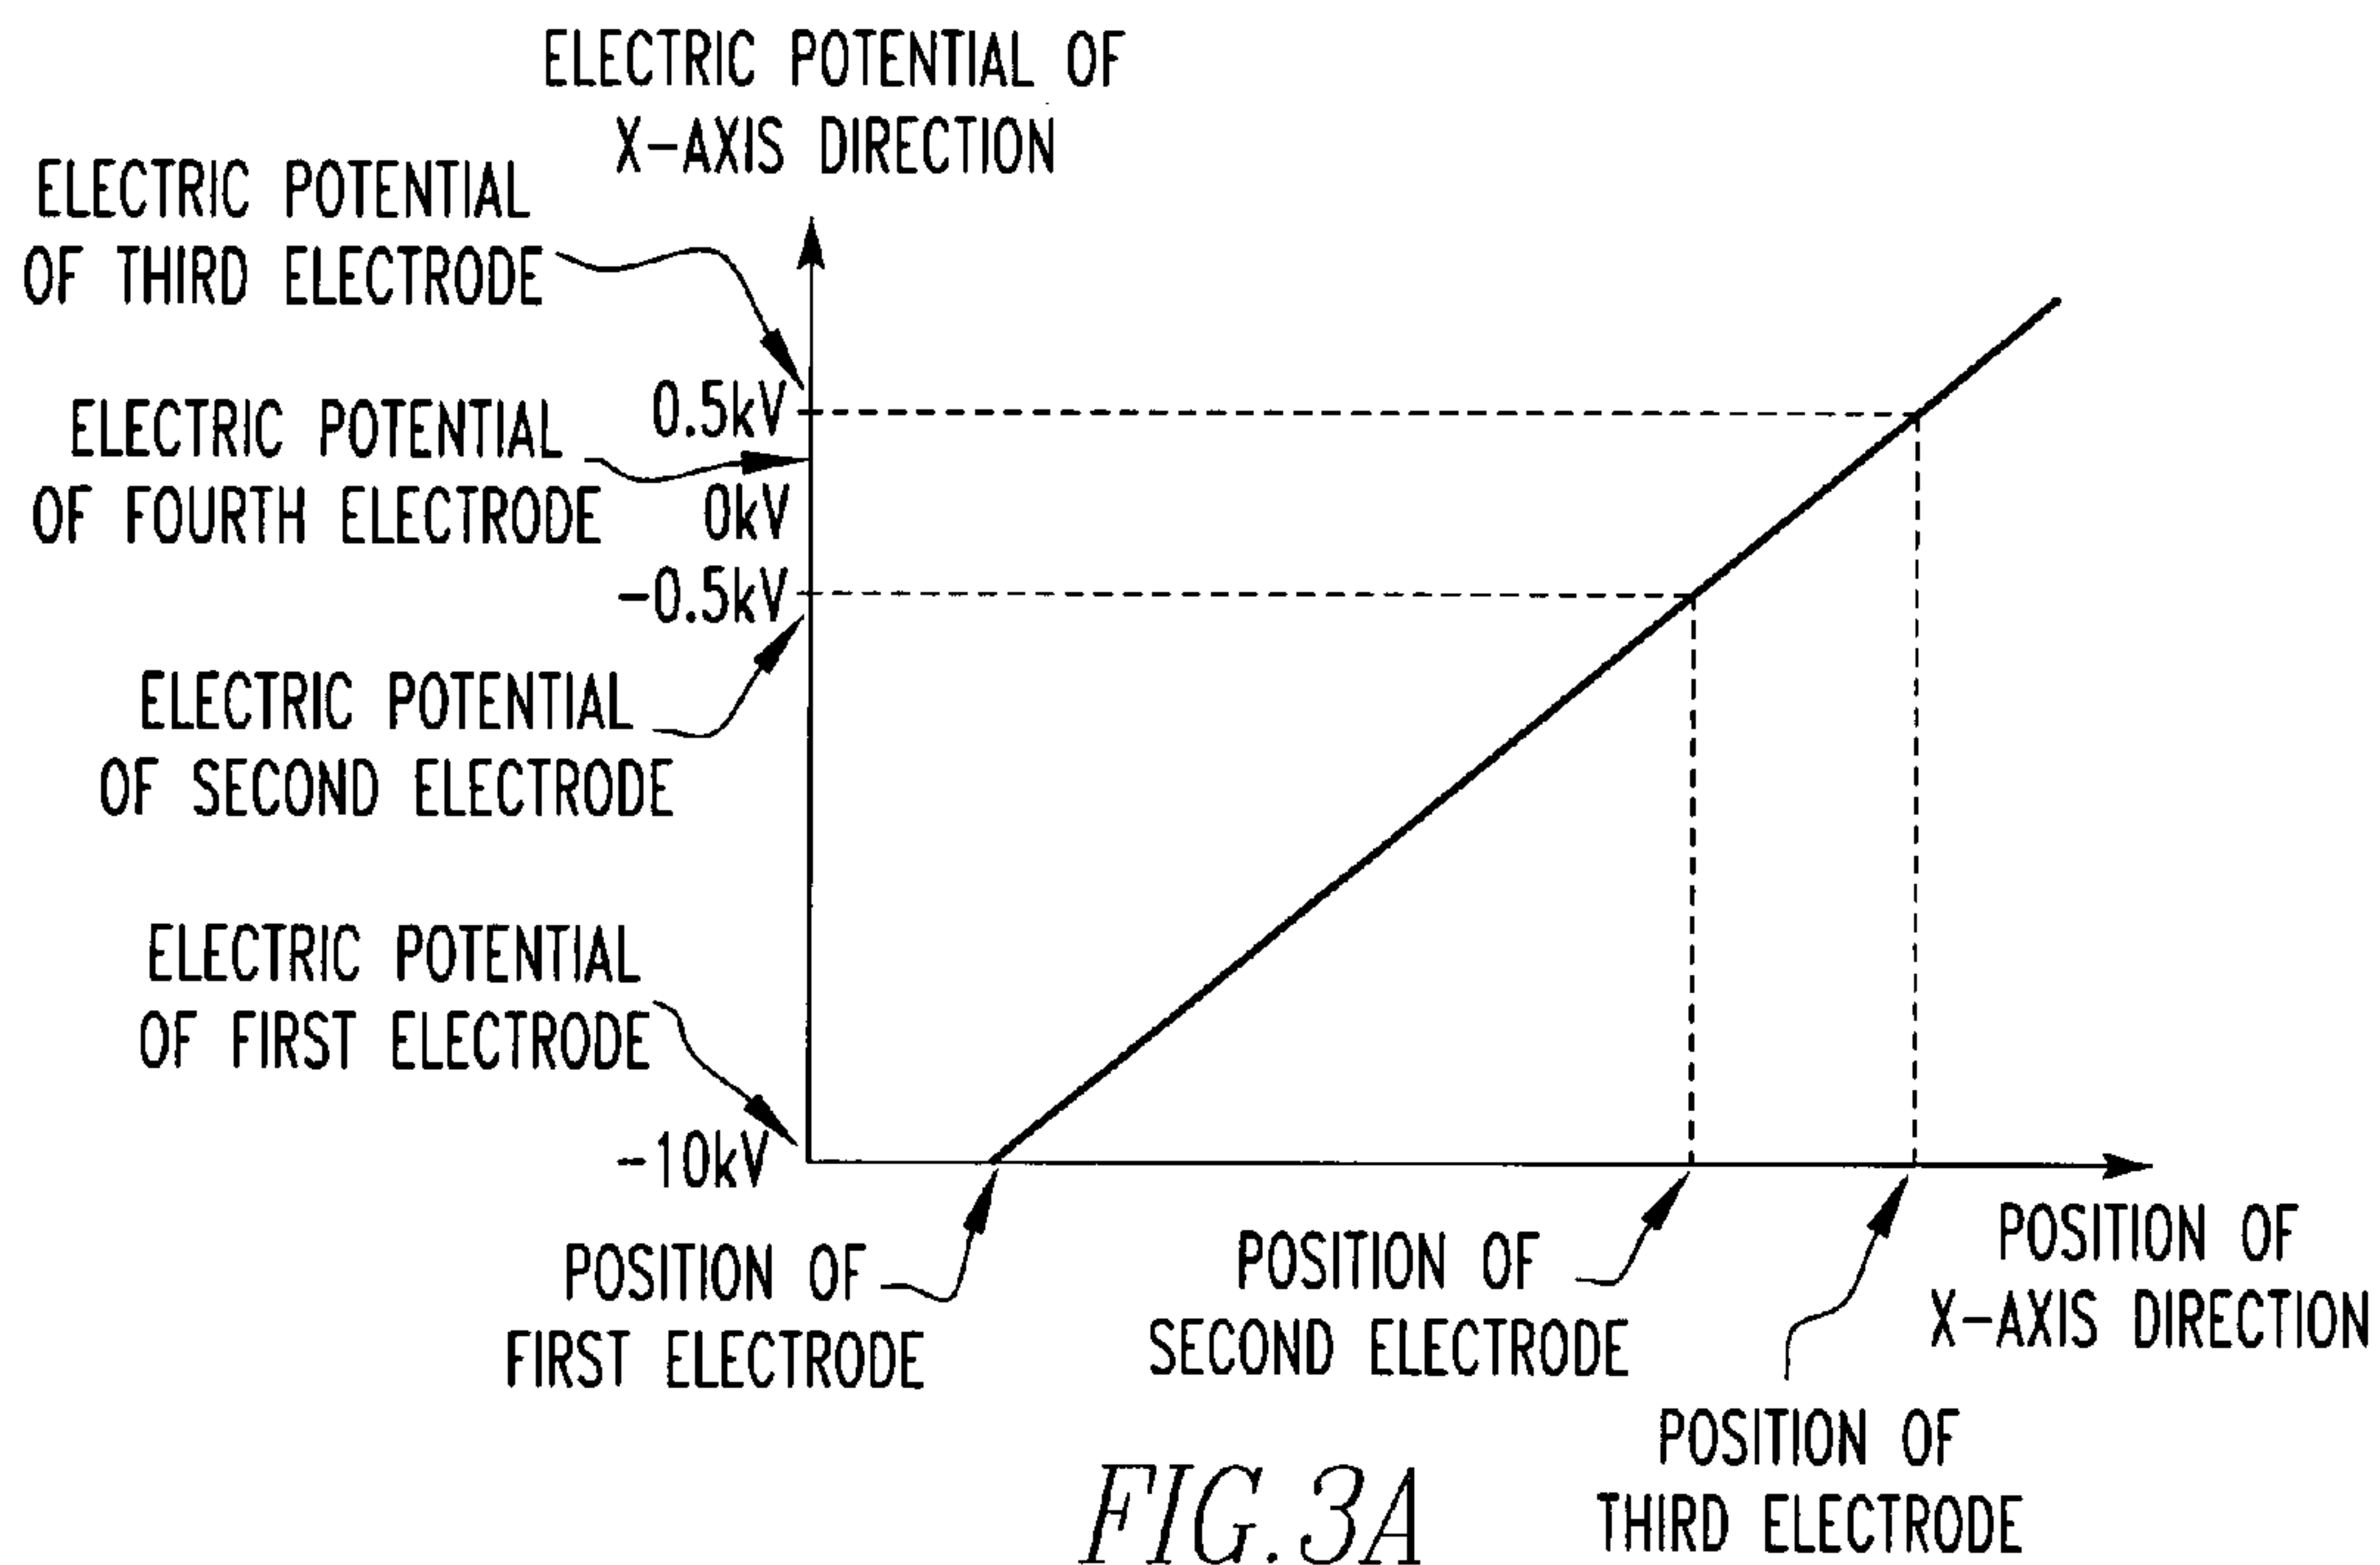 ELECTRIC POTENTIAL OF
X-AXIS DIRECTION
ELECTRIC POTENTIAL
OF THIRD ELECTRODE
0.5kV
ELECTRIC POTENTIAL
OF FOURTH ELECTRODE
0kV
-0.5kV
ELECTRIC POTENTIAL
OF SECOND ELECTRODE
ELECTRIC POTENTIAL
OF FIRST ELECTRODE
-10kV
POSITION OF
FIRST ELECTRODE
POSITION OF
SECOND ELECTRODE
POSITION OF
X-AXIS DIRECTION
POSITION OF
THIRD ELECTRODE
FIG.3A